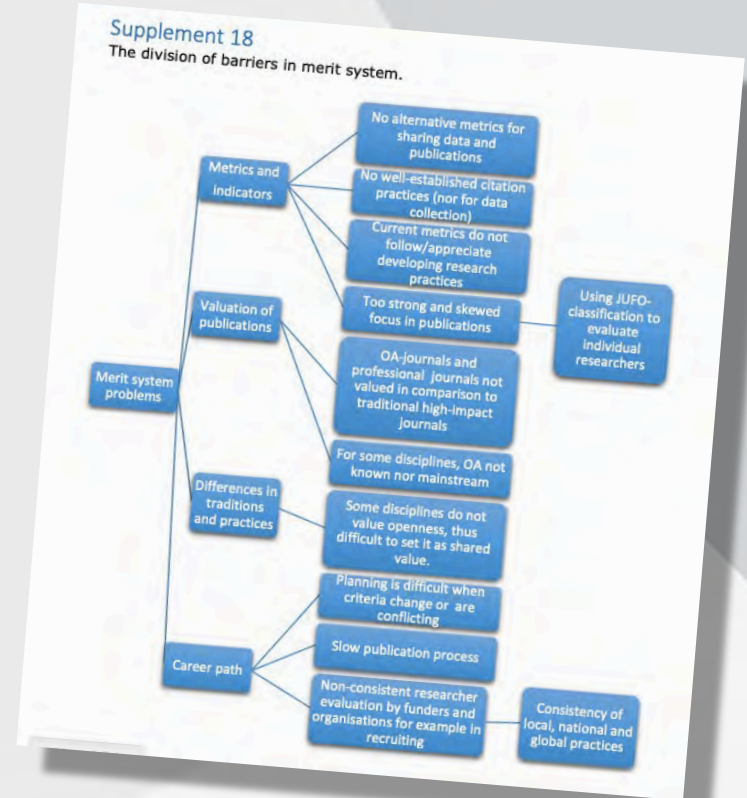 Supplement 18
The division of barriers in merit system.
Merit system
problems
Metrics and
indicators
No alternative metrics for
sharing data and
publications
No well-established citation
practices (nor for data
collection)
Current metrics do not
follow/appreciate
developing research
practices
Too strong and skewed
focus in publications
Using JUFO-
classification to
evaluate
individual
researchers
Valuation of
publications
OA-journals and
professional journals not
valued in comparison to
traditional high-impact
journals
For some disciplines, OA not
known nor mainstream
Differences in
traditions
and practices
Some disciplines do not
value openness, thus
difficult to set it as shared
value.
Career path
Planning is difficult when
criteria change or are
conflicting
Slow publication process
Non-consistent researcher
evaluation by funders and
organisations for example in
recruiting
Consistency of
local, national and
global practices